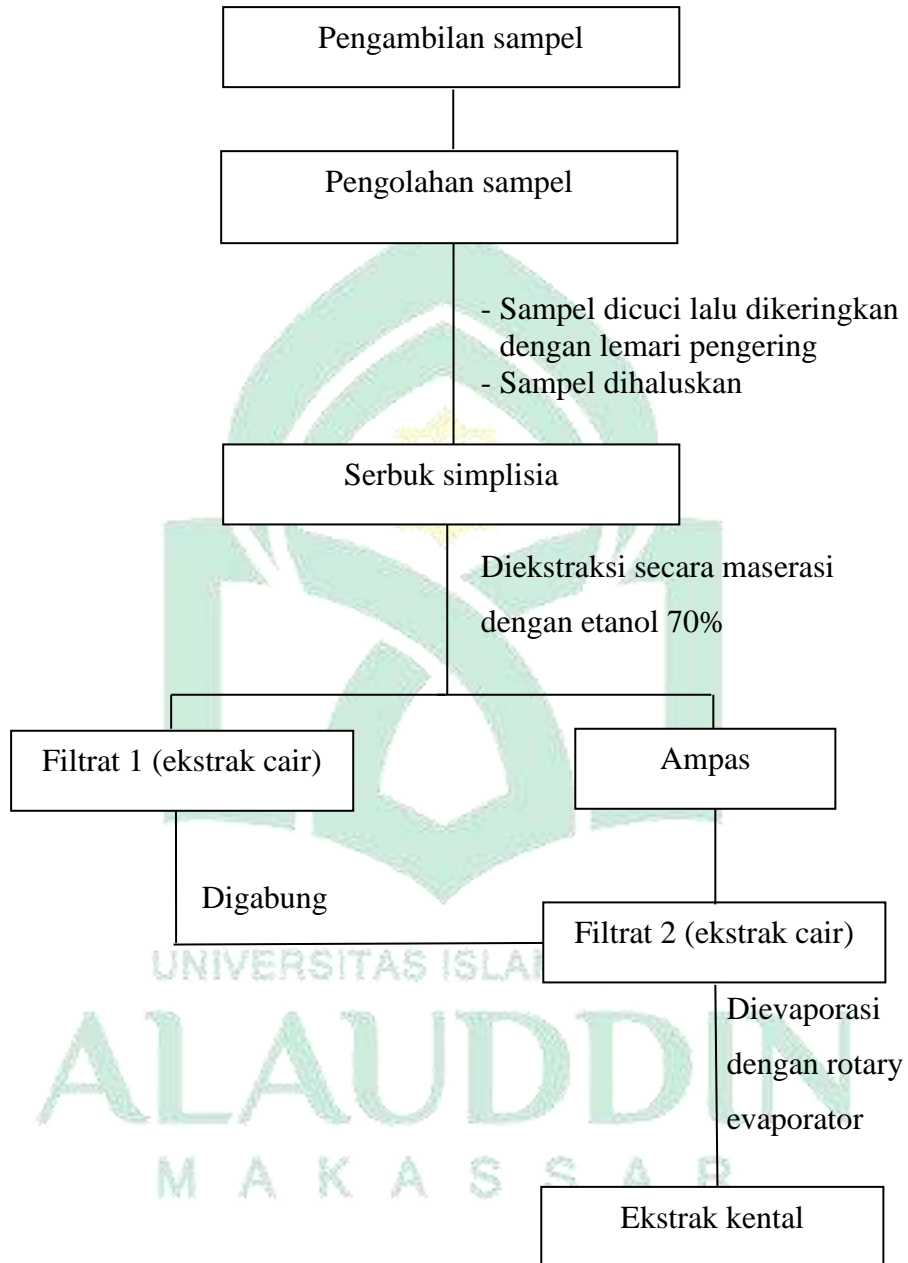 Pengambilan sampel
Pengolahan sampel
- Sampel dicuci lalu dikeringkan
dengan lemari pengering
- Sampel dihaluskan
Serbuk simplisia
Diekstraksi secara maserasi
dengan etanol 70%
Filtrat 1 (ekstrak cair)
Ampas
Digabung
Filtrat 2 (ekstrak cair)
UNIVERSITAS ISLA
Dievaporasi
dengan rotary
evaporator
ALAUDDIN
MAKASSAR
Ekstrak kental